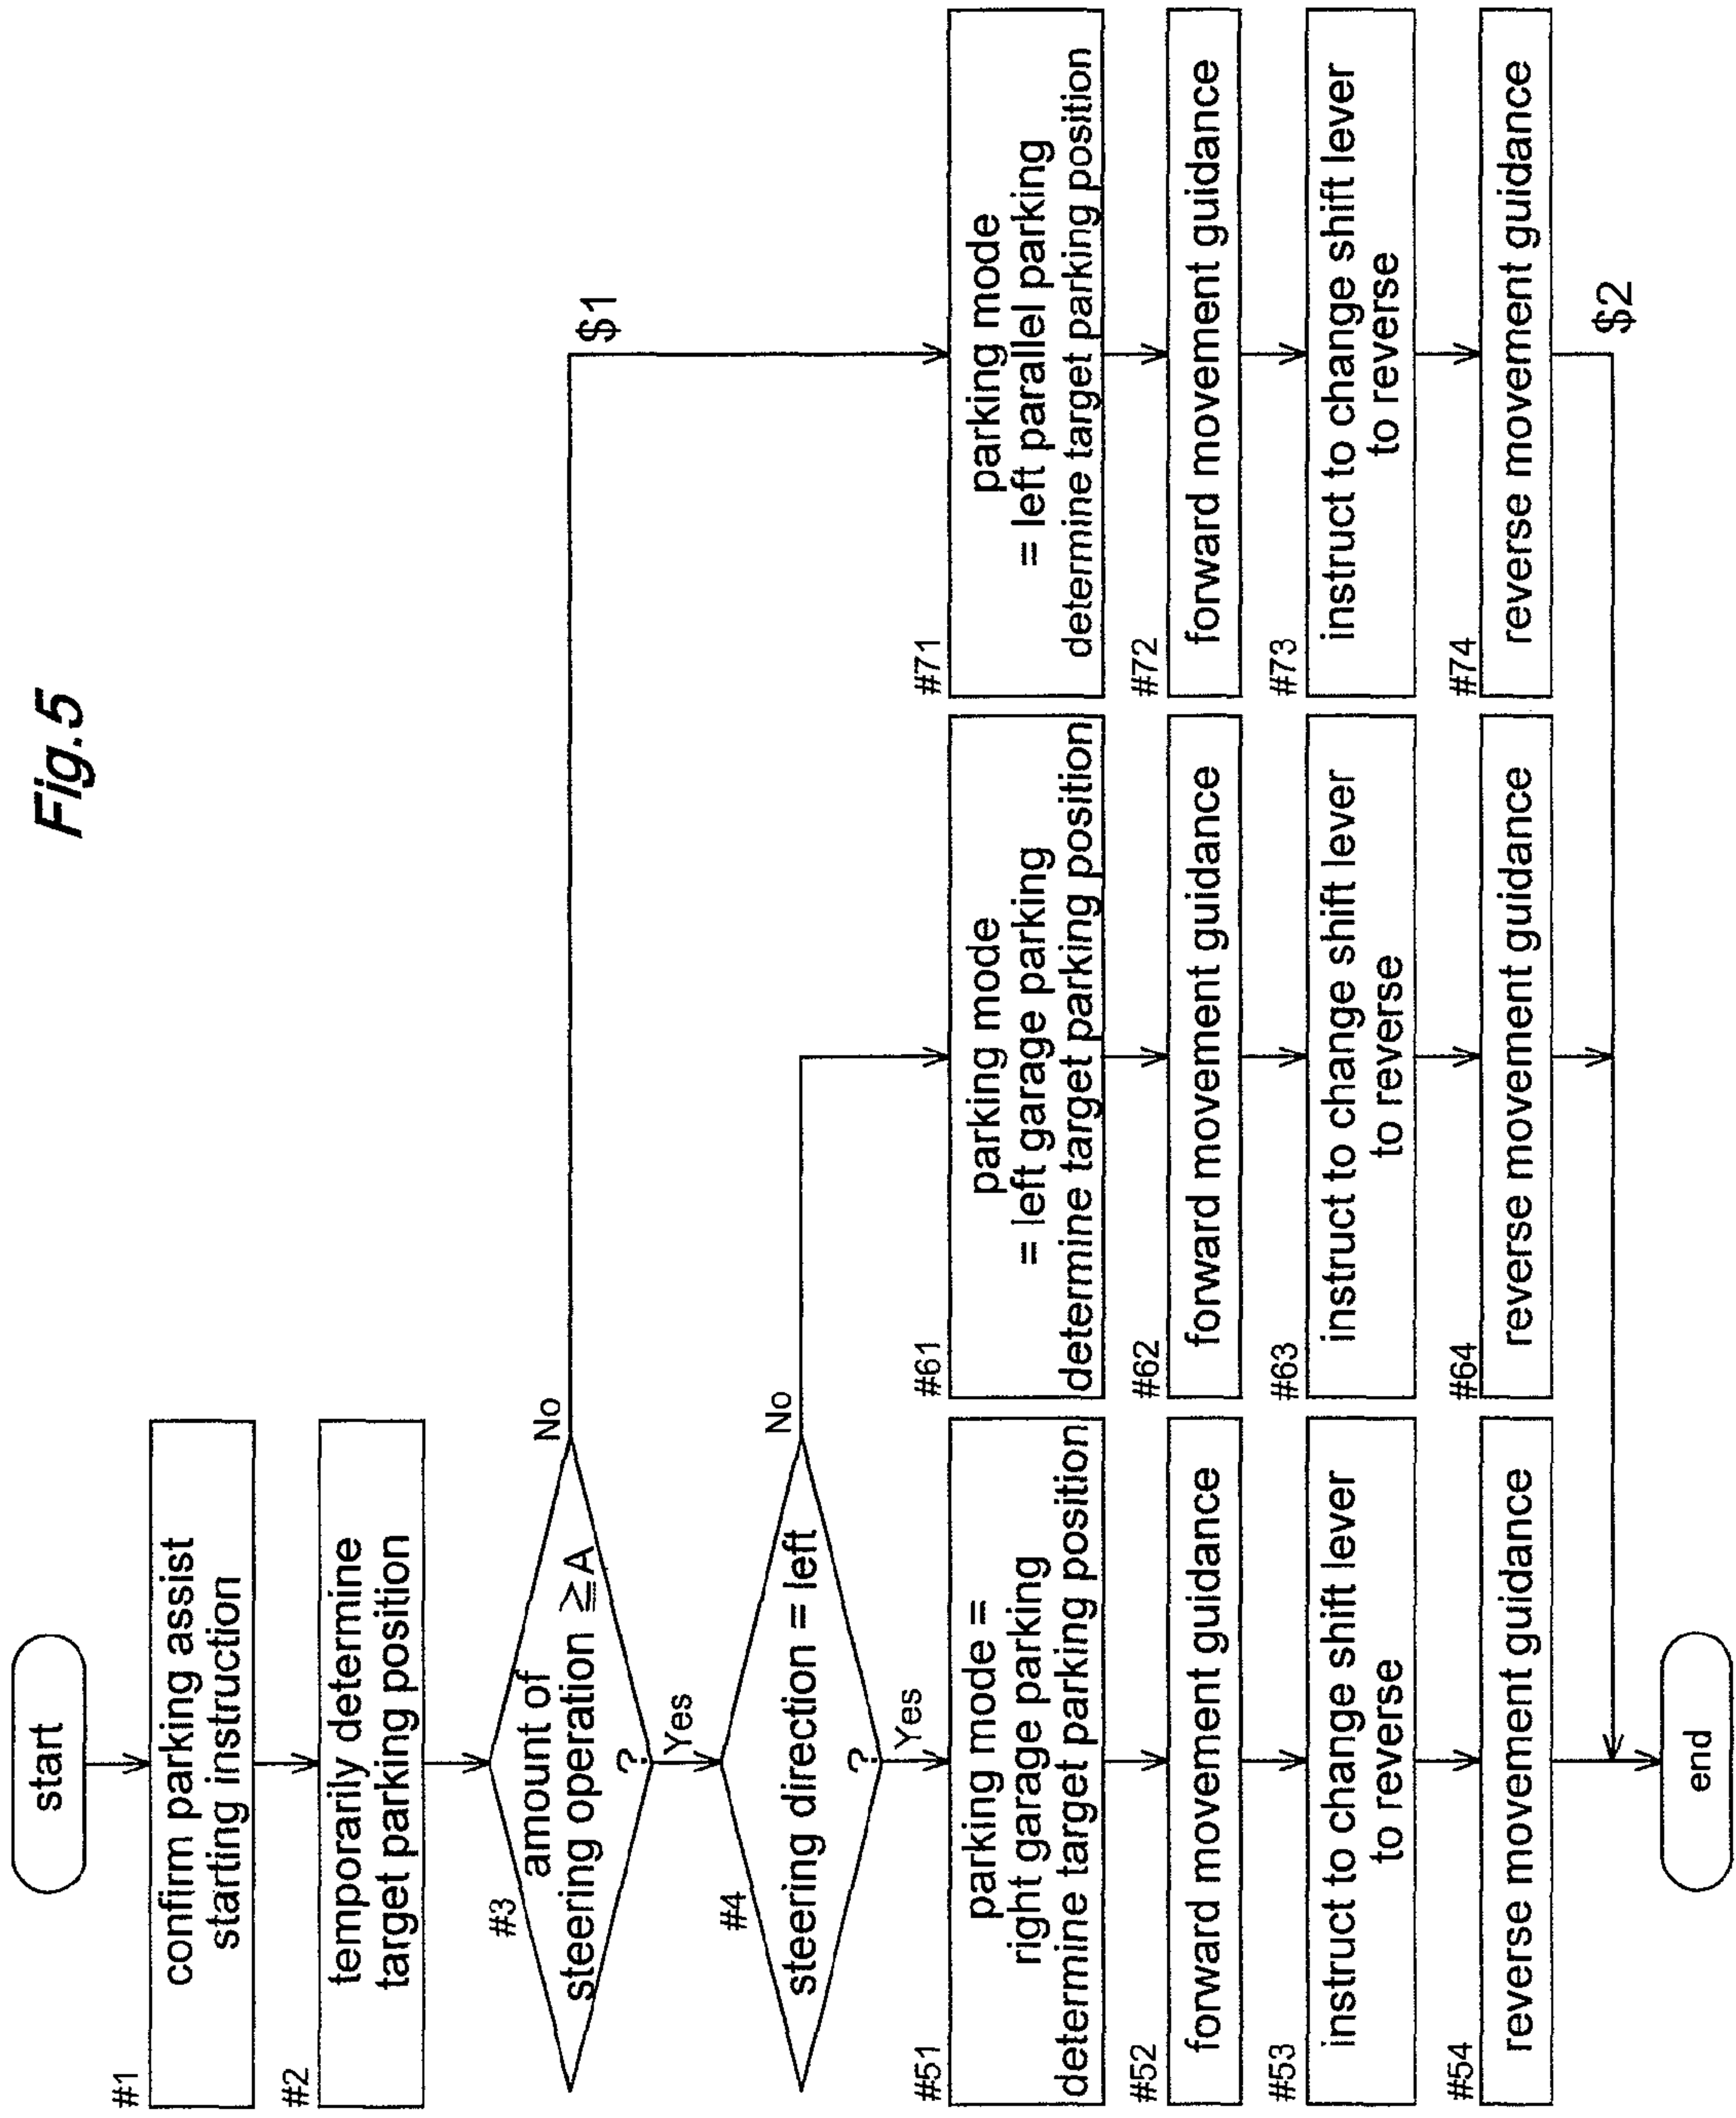 Fig.5
start
#1
confirm parking assist
starting instruction
#2
temporarily determine
target parking position
#3
amount of
steering operation ≧A
?
No
Yes
#4
steering direction = left
?
No
Yes
$1
#51
parking mode =
right garage parking
determine target parking position
#52
forward movement guidance
#53
instruct to change shift lever
to reverse
#54
reverse movement guidance
#61
parking mode
= left garage parking
determine target parking position
#62
forward movement guidance
#63
instruct to change shift lever
to reverse
#64
reverse movement guidance
#71
parking mode
= left parallel parking
determine target parking position
#72
forward movement guidance
#73
instruct to change shift lever
to reverse
#74
reverse movement guidance
$2
end